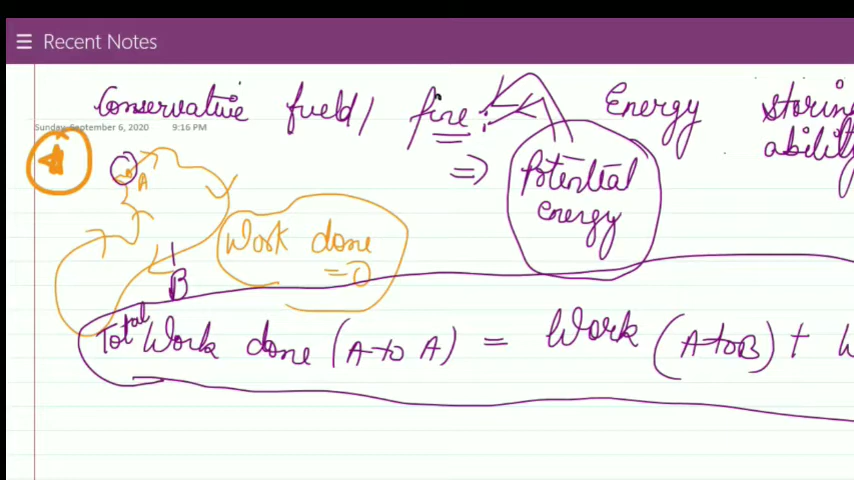 Recent Notes
Conservative field / force :- Energy storing ability
Sunday, September 6, 2020 9:16 PM
4
A
⇒ Potential energy
Work done = 0
B
Total Work done (A to A) = Work (A to B) + W